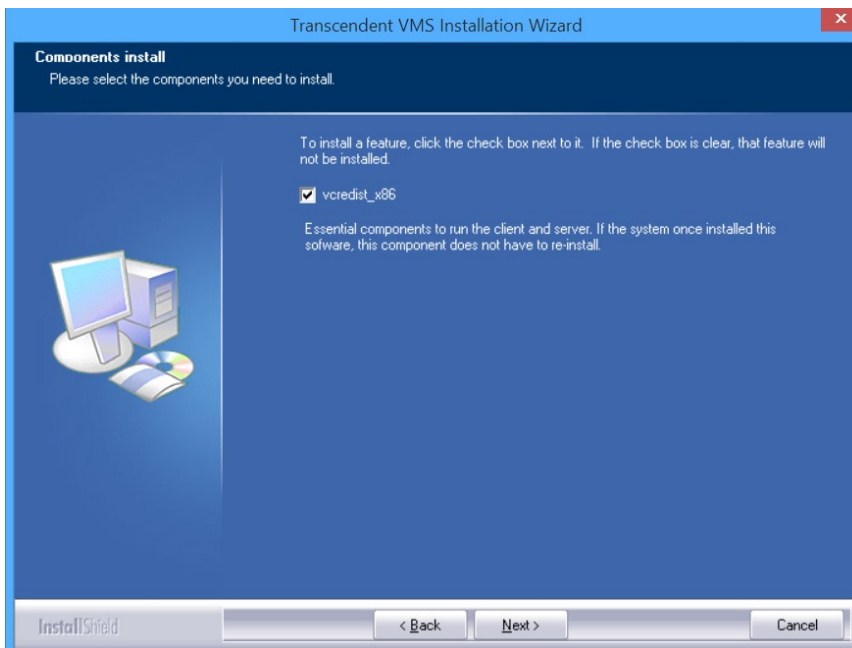 Transcendent VMS Installation Wizard
Components install
Please select the components you need to install.
To install a feature, click the check box next to it. If the check box is clear, that feature will
not be installed.
vcredist_x86
Essential components to run the client and server. If the system once installed this
sofware, this component does not have to re-install.
InstallShield
< Back
Next >
Cancel